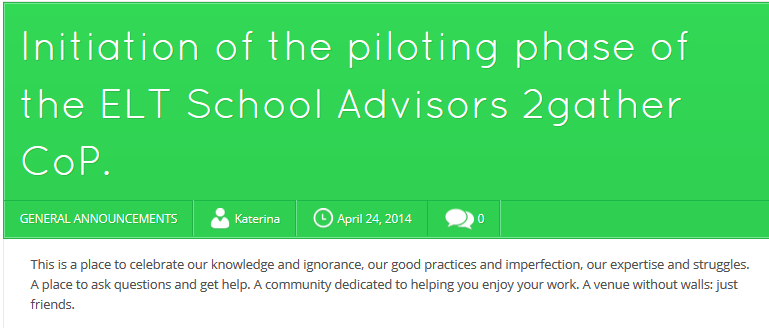 Initiation of the piloting phase of
the ELT School Advisors 2gather
CoP.
GENERAL ANNOUNCEMENTS Katerina April 24, 2014 0
This is a place to celebrate our knowledge and ignorance, our good practices and imperfection, our expertise and struggles.
A place to ask questions and get help. A community dedicated to helping you enjoy your work. A venue without walls: just
friends.